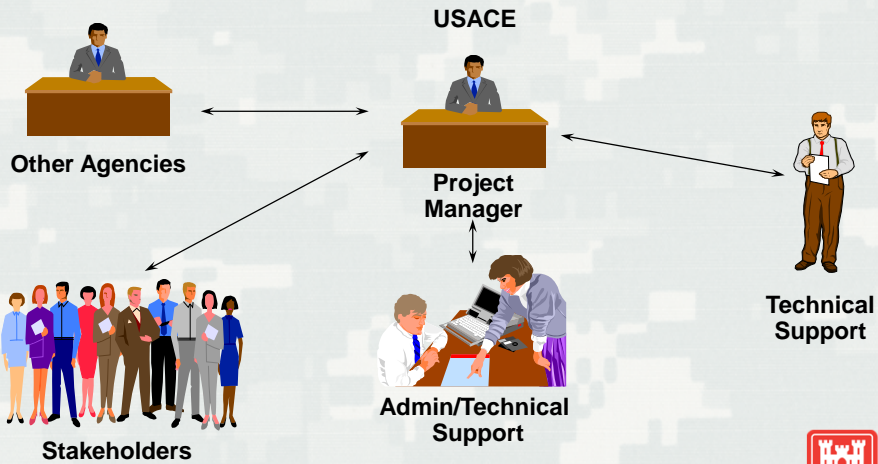 USACE
Other Agencies
Project
Manager
Technical
Support
Admin/Technical
Support
Stakeholders